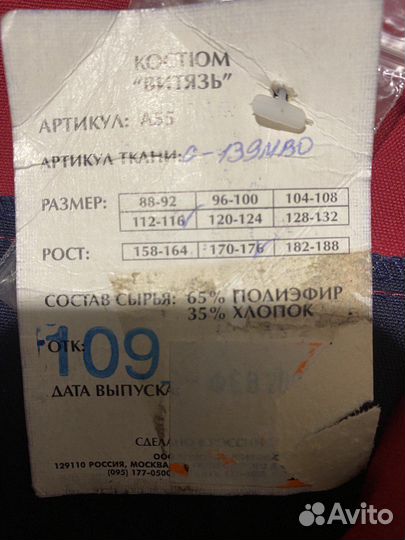 КОСТЮМ
"ВИТЯЗЬ"
АРТИКУЛ: А55
АРТИКУЛ ТКАНИ: С-139МВО
РАЗМЕР: 88-92 96-100 104-108
112-116 120-124 128-132
РОСТ: 158-164 170-176 182-188
СОСТАВ СЫРЬЯ: 65% ПОЛИЭФИР
35% ХЛОПОК
ОТК: 109
ДАТА ВЫПУСКА
СДЕЛАНО В РОССИИ
129110 РОССИЯ, МОСКВА
(095) 177-0500
Avito